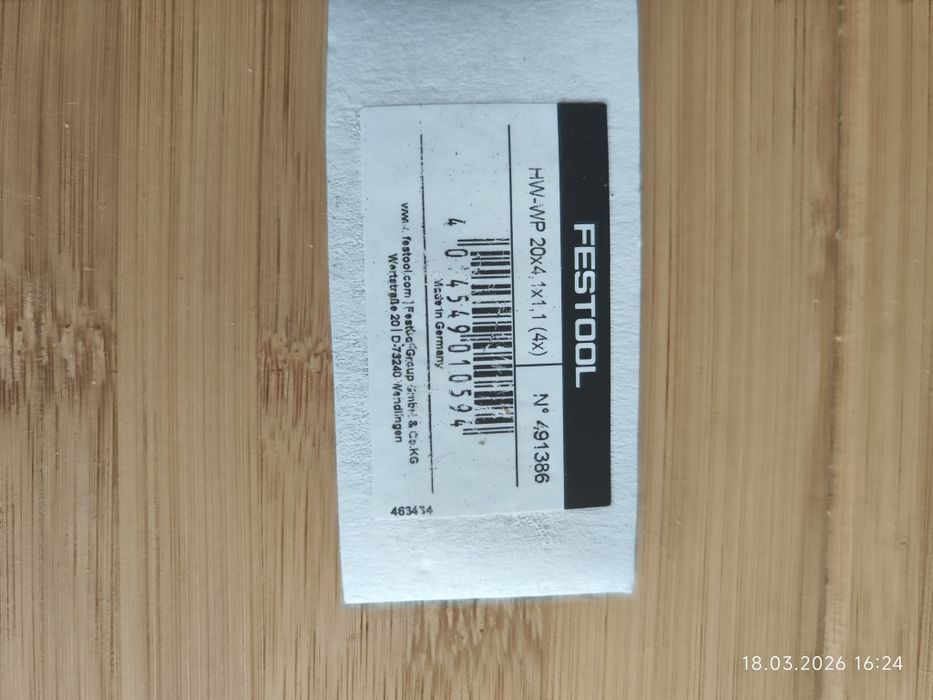 FESTOOL
HW-WP 20x4,1x1,1 (4x)
N° 491386
4 014549 010594
Made in Germany
www.festool.com | Festool Group GmbH & Co.KG
Wertstraße 20 | D-73240 Wendlingen
463434
18.03.2026 16:24